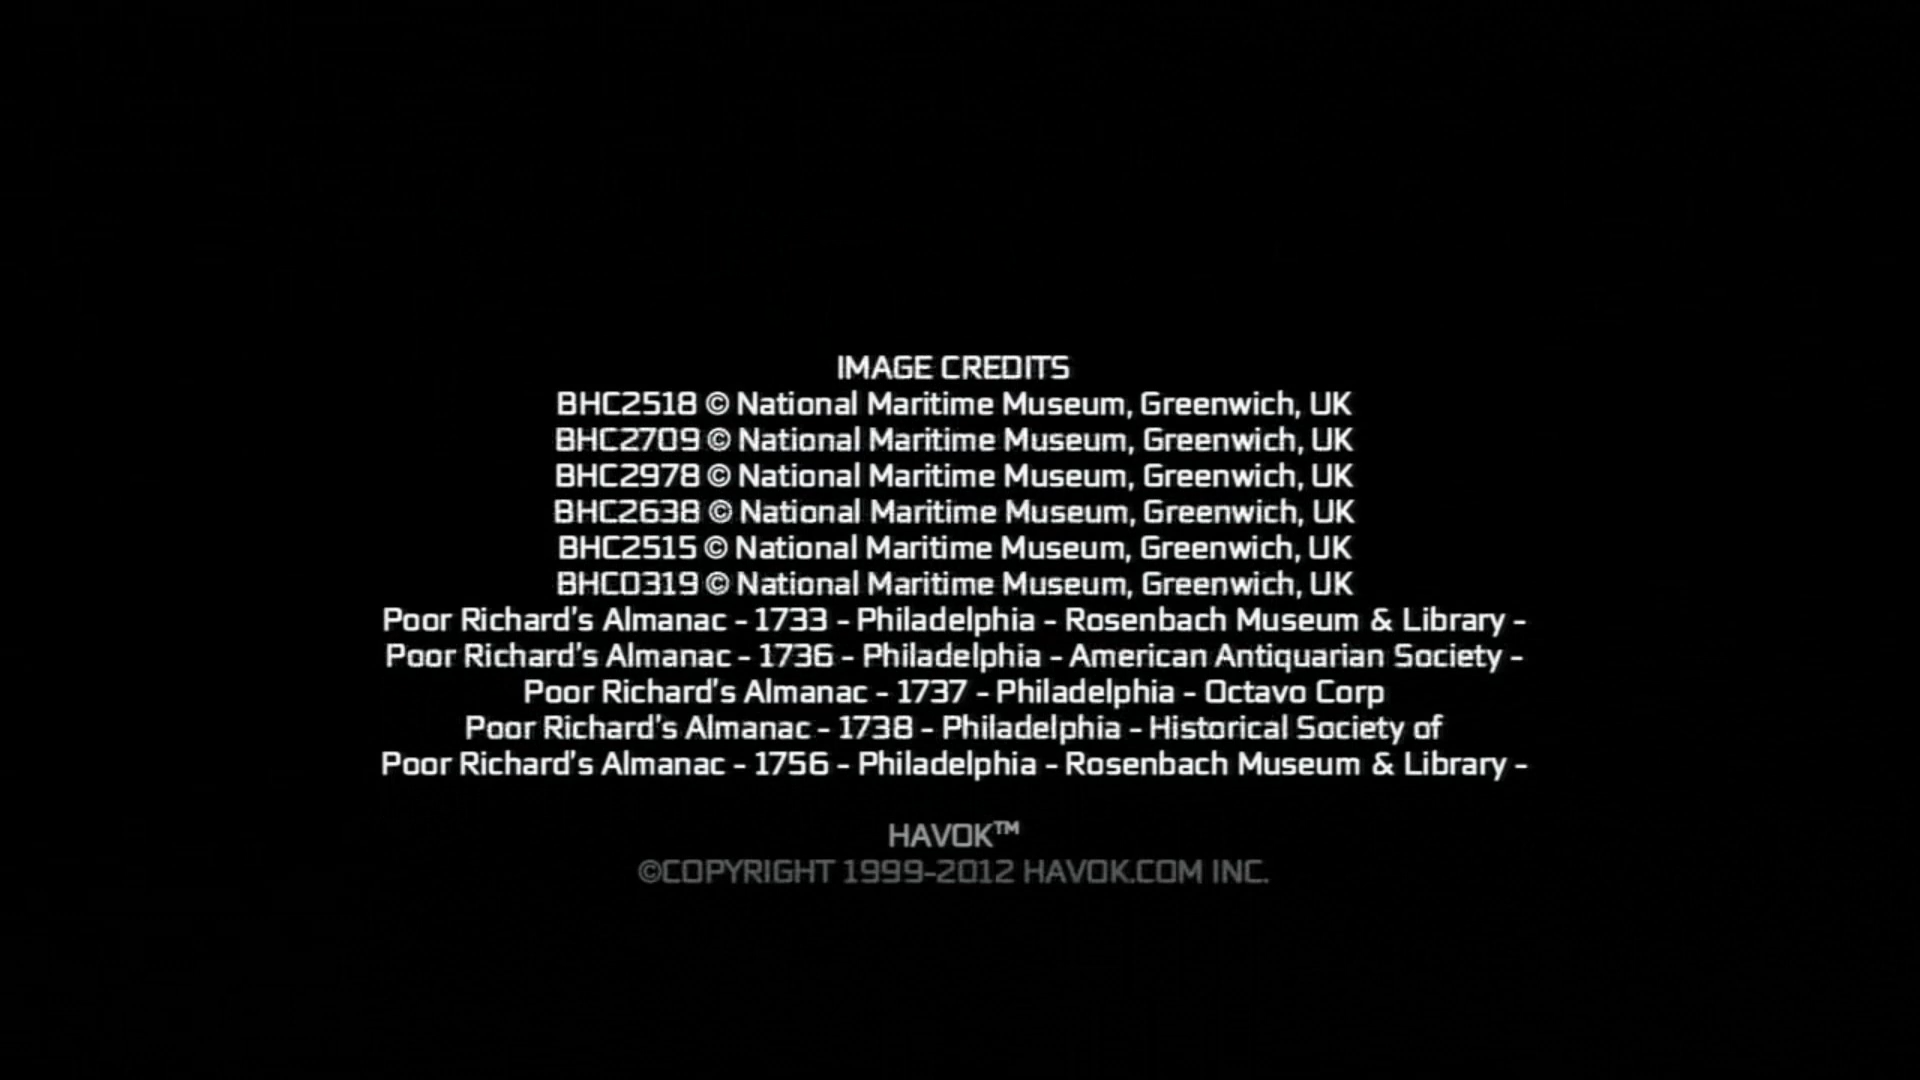 IMAGE CREDITS
BHC2518 © National Maritime Museum, Greenwich, UK
BHC2709 © National Maritime Museum, Greenwich, UK
BHC2978 © National Maritime Museum, Greenwich, UK
BHC2638 © National Maritime Museum, Greenwich, UK
BHC2515 © National Maritime Museum, Greenwich, UK
BHC0319 © National Maritime Museum, Greenwich, UK
Poor Richard's Almanac - 1733 - Philadelphia - Rosenbach Museum & Library -
Poor Richard's Almanac - 1736 - Philadelphia - American Antiquarian Society -
Poor Richard's Almanac - 1737 - Philadelphia - Octavo Corp
Poor Richard's Almanac - 1738 - Philadelphia - Historical Society of
Poor Richard's Almanac - 1756 - Philadelphia - Rosenbach Museum & Library -
HAVOK™
©COPYRIGHT 1999-2012 HAVOK.COM INC.